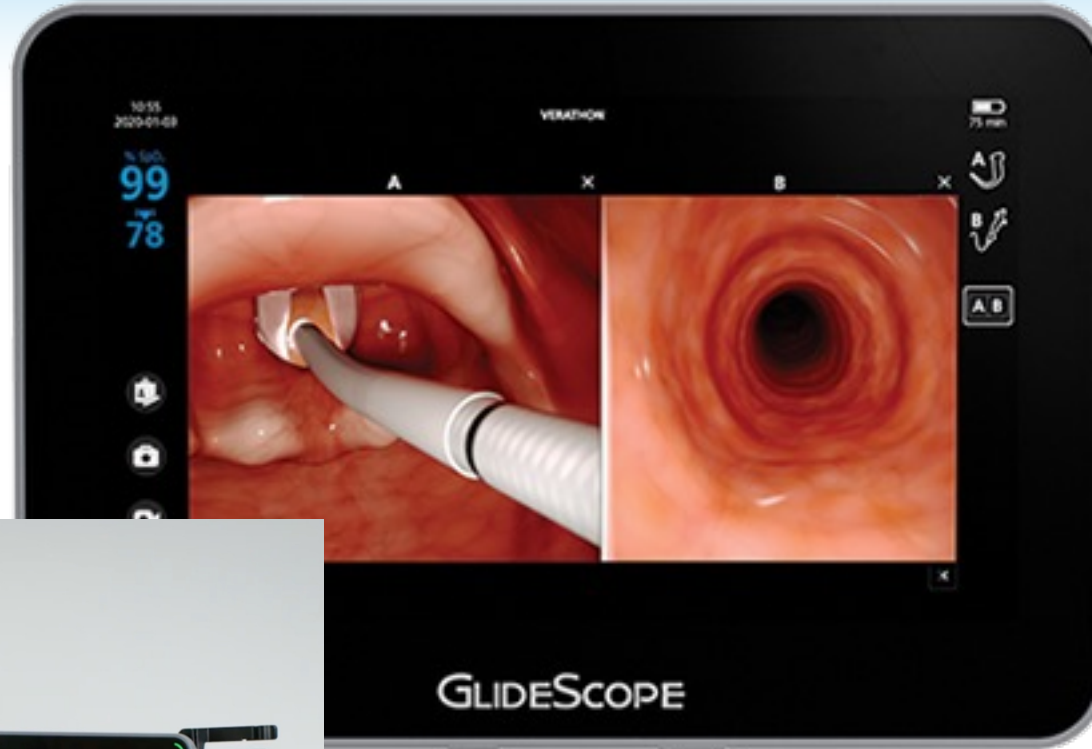 10:55
2020-01-03
VERATHON
75 min
% SpO₂
99
78
A
B
A
B
A B
GLIDESCOPE